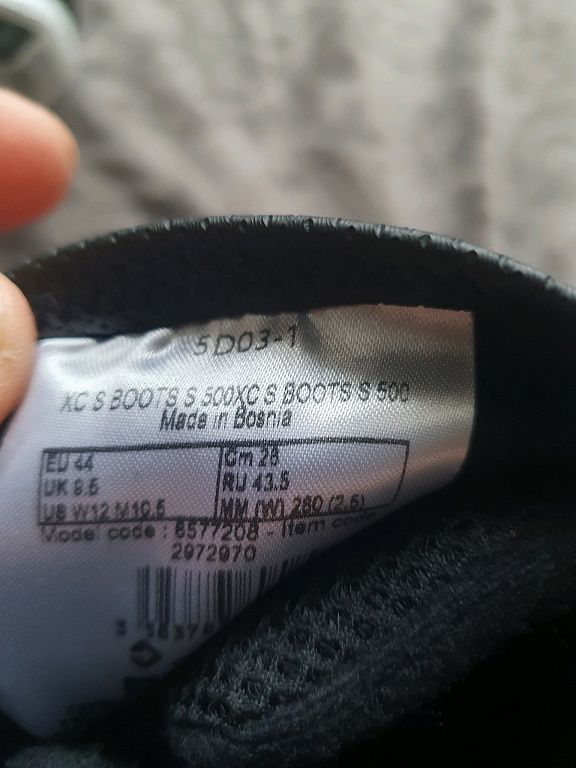 5D03-1
XC S BOOTS S 500XC S BOOTS S 500
Made in Bosnia
EU 44 Cm 28
UK 9.5 RU 43.5
US W12 M10.5 MM (W) 280 (2.5)
Model code : 8577208 - Item code
2972970